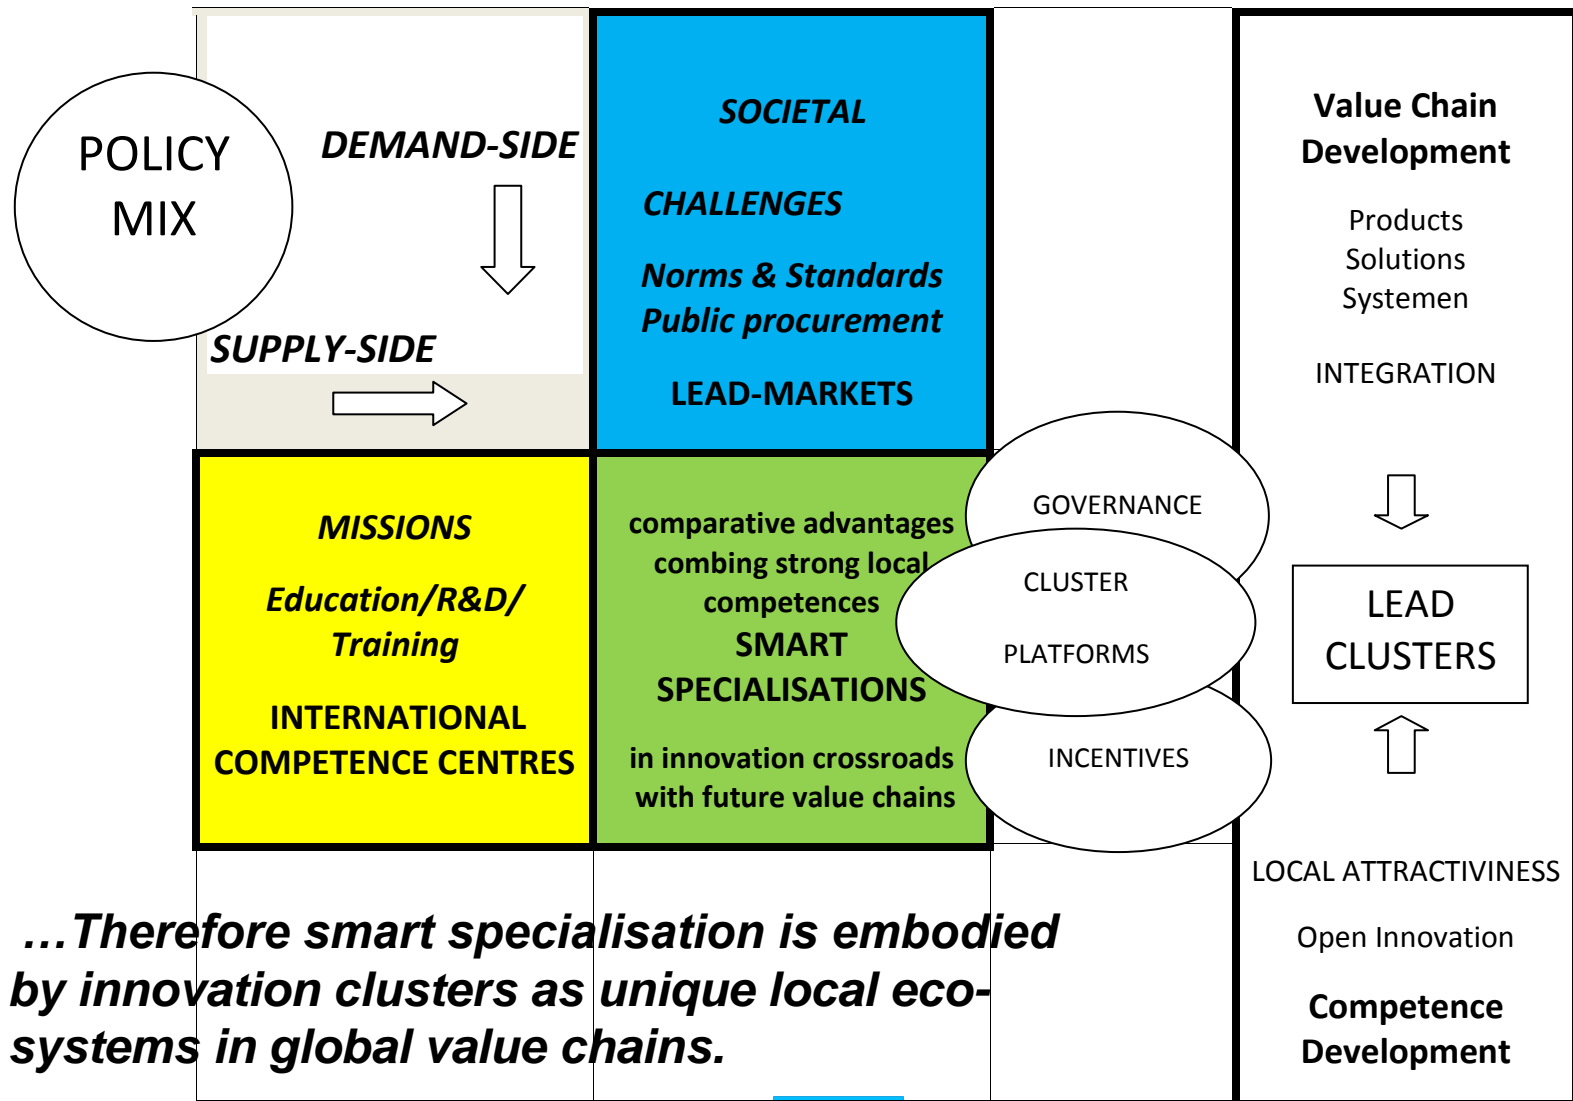 POLICY
MIX
DEMAND-SIDE
SUPPLY-SIDE
SOCIETAL
CHALLENGES
Norms & Standards
Public procurement
LEAD-MARKETS
MISSIONS
Education/R&D/
Training
INTERNATIONAL
COMPETENCE CENTRES
comparative advantages
combing strong local
competences
SMART
SPECIALISATIONS
in innovation crossroads
with future value chains
GOVERNANCE
CLUSTER
PLATFORMS
INCENTIVES
Value Chain
Development
Products
Solutions
Systemen
INTEGRATION
LEAD
CLUSTERS
LOCAL ATTRACTIVINESS
Open Innovation
Competence
Development
…Therefore smart specialisation is embodied
by innovation clusters as unique local eco-
systems in global value chains.